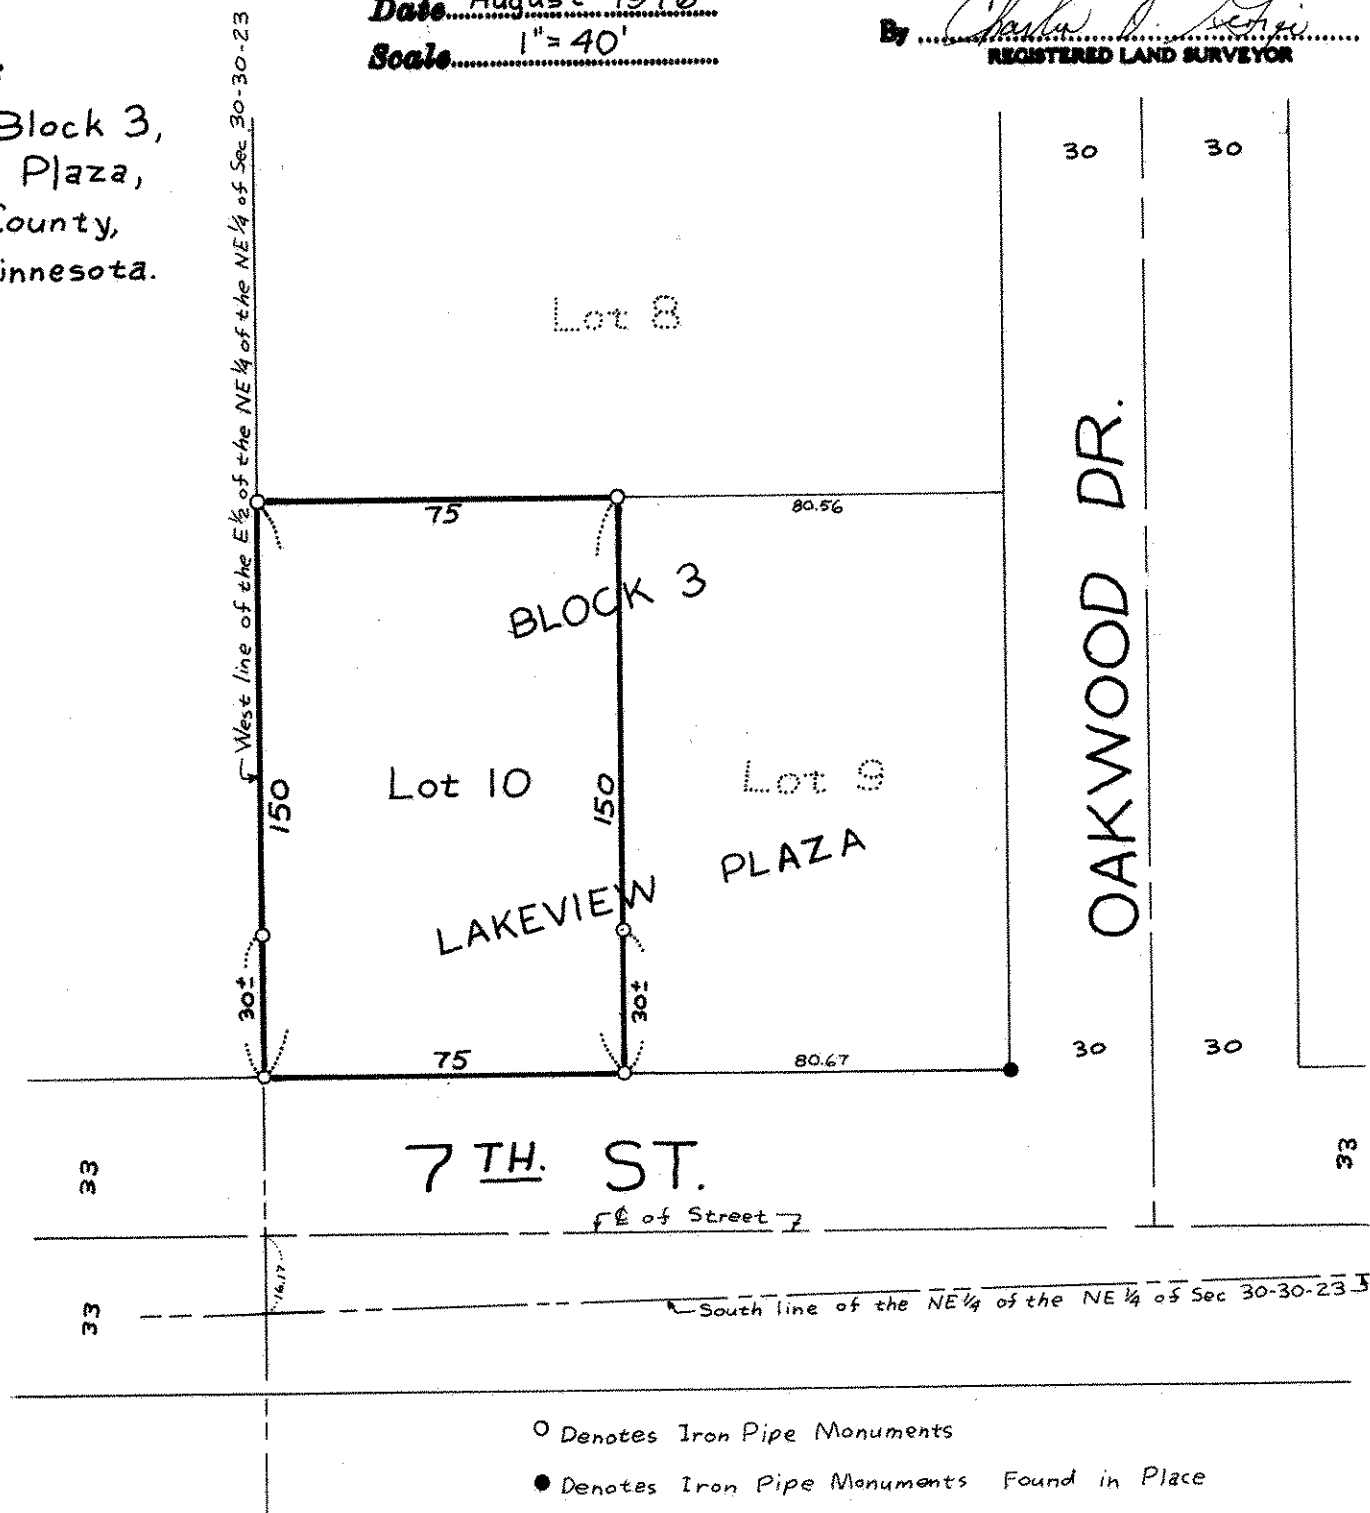 Date August
Scale 1"=40'
By Charles
REGISTERED LAND SURVEYOR
Block 3,
Plaza,
County,
innesota.
West line of the E½ of the NE¼ of the NE¼ of Sec 30-30-23
30 30
Lot 8
OAKWOOD DR.
75 80.56
BLOCK 3
150 Lot 10 150 Lot 9
LAKEVIEW PLAZA
30± 30±
75 80.67
30 30
33 7TH. ST. 33
℄ of Street
16.17
33
South line of the NE¼ of the NE¼ of Sec 30-30-23
○ Denotes Iron Pipe Monuments
● Denotes Iron Pipe Monuments Found in Place